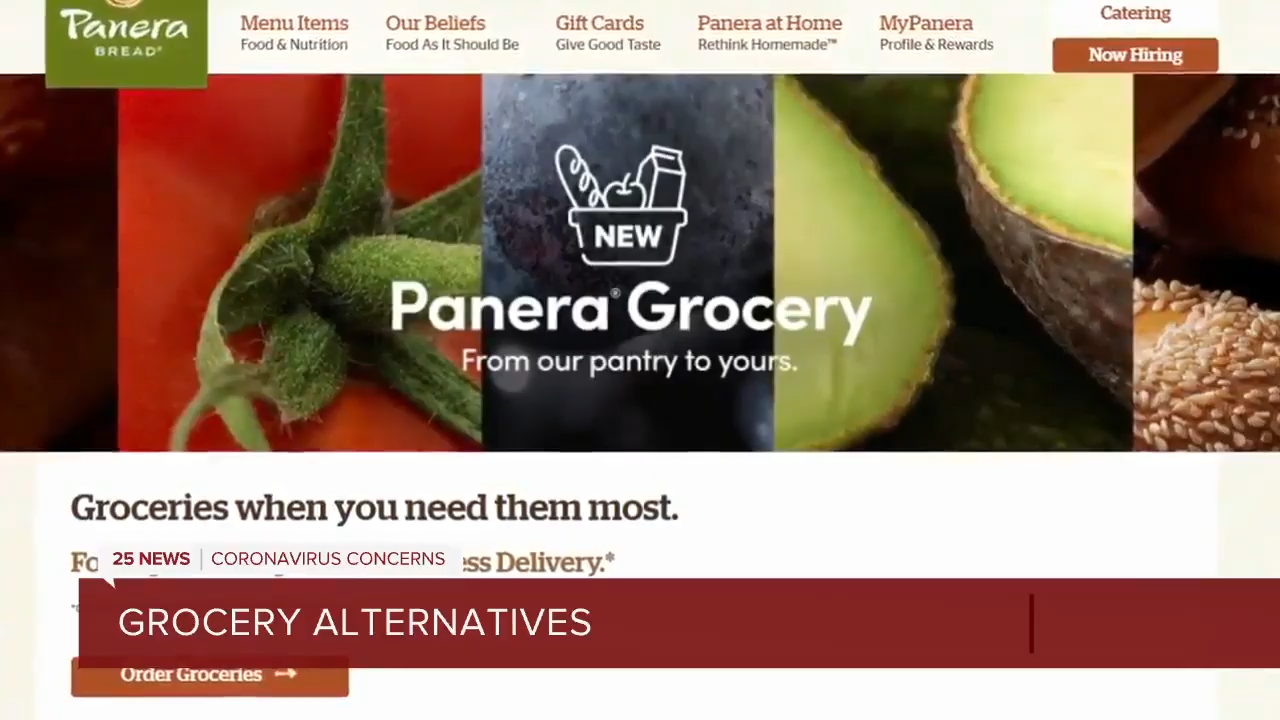 Panera
BREAD®
Menu Items
Food & Nutrition
Our Beliefs
Food As It Should Be
Gift Cards
Give Good Taste
Panera at Home
Rethink Homemade™
MyPanera
Profile & Rewards
Catering
Now Hiring
NEW
Panera® Grocery
From our pantry to yours.
Groceries when you need them most.
Delivery.*
25 NEWS | CORONAVIRUS CONCERNS
GROCERY ALTERNATIVES
Order Groceries →